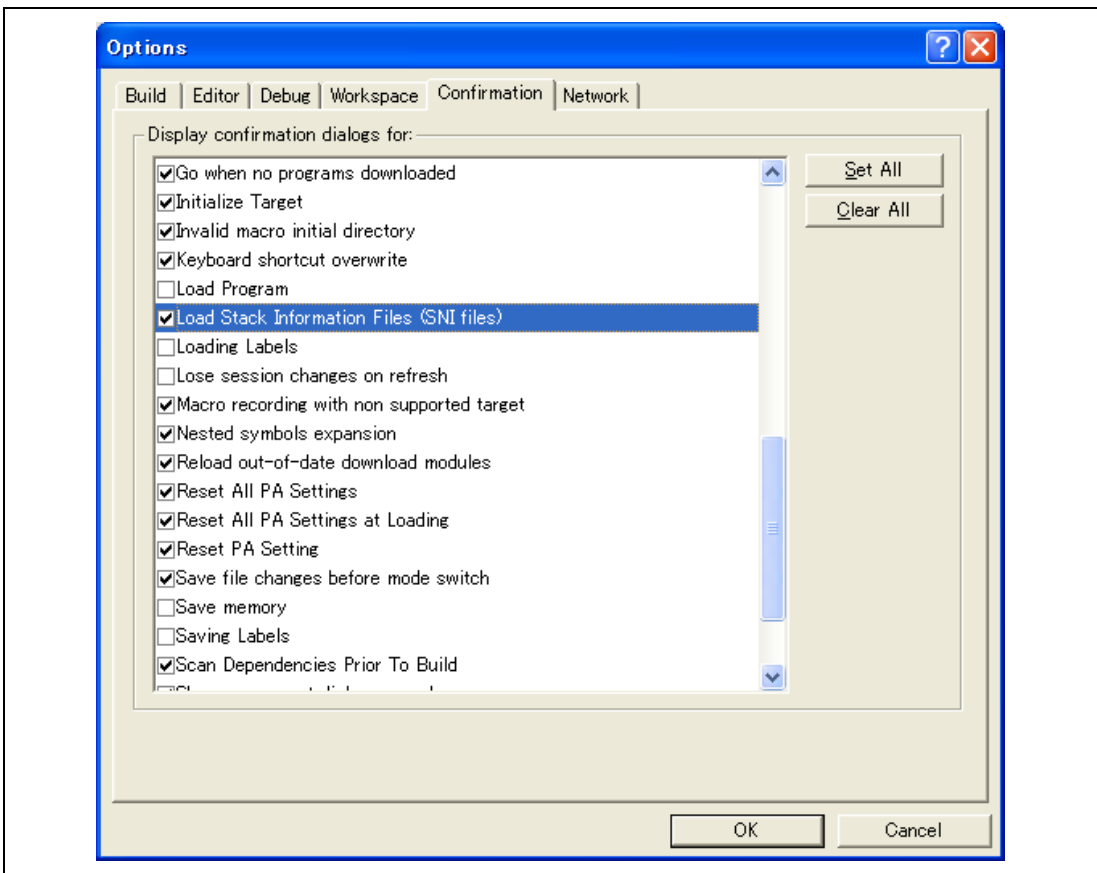 Options
Build Editor Debug Workspace Confirmation Network
Display confirmation dialogs for:
Go when no programs downloaded
Set All
Initialize Target
Clear All
Invalid macro initial directory
Keyboard shortcut overwrite
Load Program
Load Stack Information Files (SNI files)
Loading Labels
Lose session changes on refresh
Macro recording with non supported target
Nested symbols expansion
Reload out-of-date download modules
Reset All PA Settings
Reset All PA Settings at Loading
Reset PA Setting
Save file changes before mode switch
Save memory
Saving Labels
Scan Dependencies Prior To Build
OK Cancel